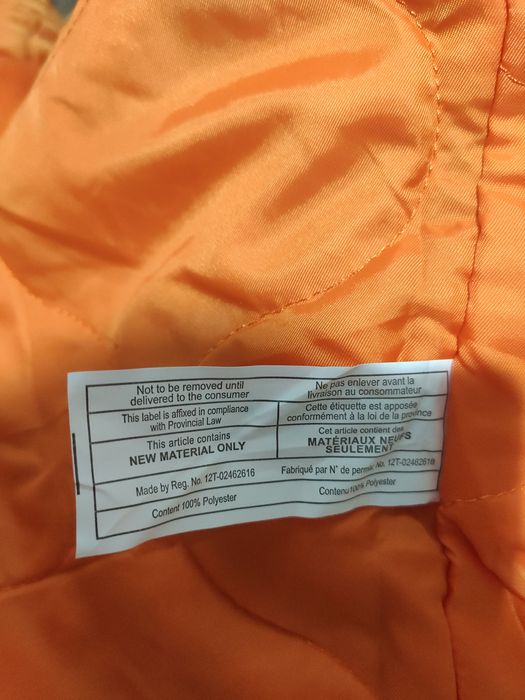 Not to be removed until
delivered to the consumer
This label is affixed in compliance
with Provincial Law
This article contains
NEW MATERIAL ONLY
Made by Reg. No. 12T-02462616
Content 100% Polyester
Ne pas enlever avant la
livraison au consommateur
Cette étiquette est apposée
conformément à la loi de la province
Cet article contient des
MATÉRIAUX NEUFS
SEULEMENT
Fabriqué par N° de permis. No. 12T-02462616
Contenu 100% Polyester